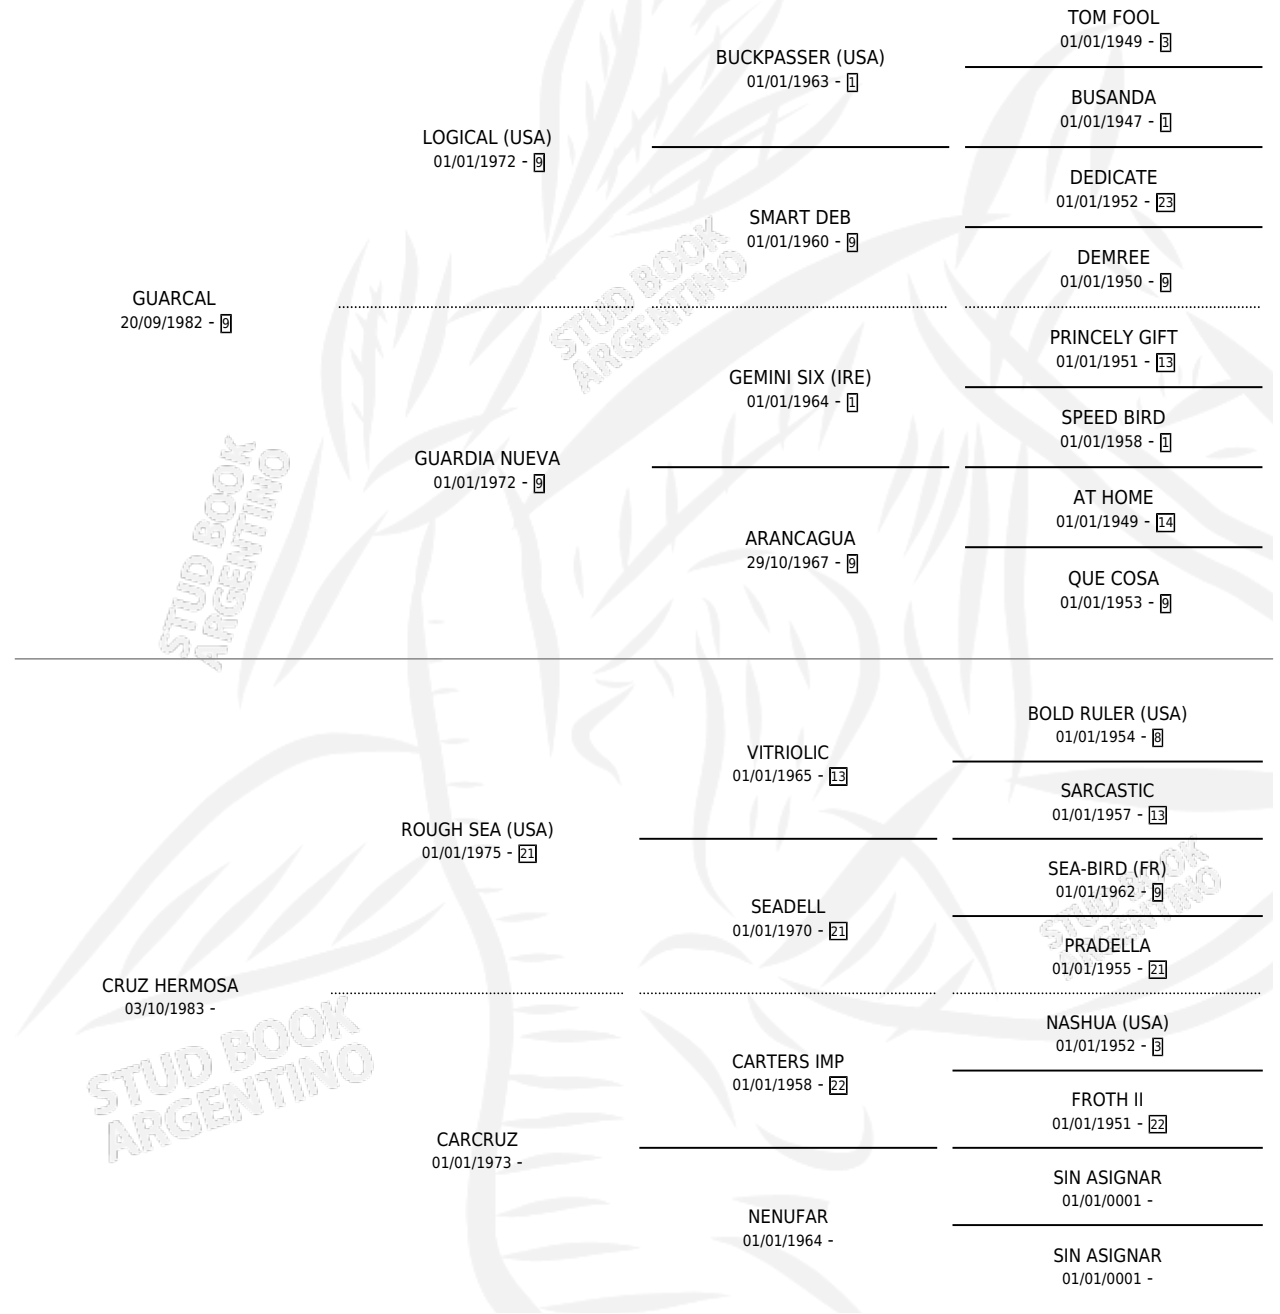 TOM FOOL
01/01/1949 - 3
BUCKPASSER (USA)
01/01/1963 - 1
BUSANDA
01/01/1947 - 1
LOGICAL (USA)
01/01/1972 - 9
DEDICATE
01/01/1952 - 23
SMART DEB
01/01/1960 - 9
DEMREE
01/01/1950 - 9
GUARCAL
20/09/1982 - 9
STUD BOOK
ARGENTINO
PRINCELY GIFT
01/01/1951 - 13
GEMINI SIX (IRE)
01/01/1964 - 1
SPEED BIRD
01/01/1958 - 1
GUARDIA NUEVA
01/01/1972 - 9
AT HOME
01/01/1949 - 14
ARANCAGUA
29/10/1967 - 9
QUE COSA
01/01/1953 - 9
STUD BOOK
ARGENTINO
BOLD RULER (USA)
01/01/1954 - 8
VITRIOLIC
01/01/1965 - 13
SARCASTIC
01/01/1957 - 13
ROUGH SEA (USA)
01/01/1975 - 21
SEA-BIRD (FR)
01/01/1962 - 9
SEADELL
01/01/1970 - 21
PRADELLA
01/01/1955 - 21
STUD BOOK
ARGENTINO
CRUZ HERMOSA
03/10/1983 -
NASHUA (USA)
01/01/1952 - 3
CARTERS IMP
01/01/1958 - 22
FROTH II
01/01/1951 - 22
STUD BOOK
ARGENTINO
CARCRUZ
01/01/1973 -
SIN ASIGNAR
01/01/0001 -
NENUFAR
01/01/1964 -
SIN ASIGNAR
01/01/0001 -